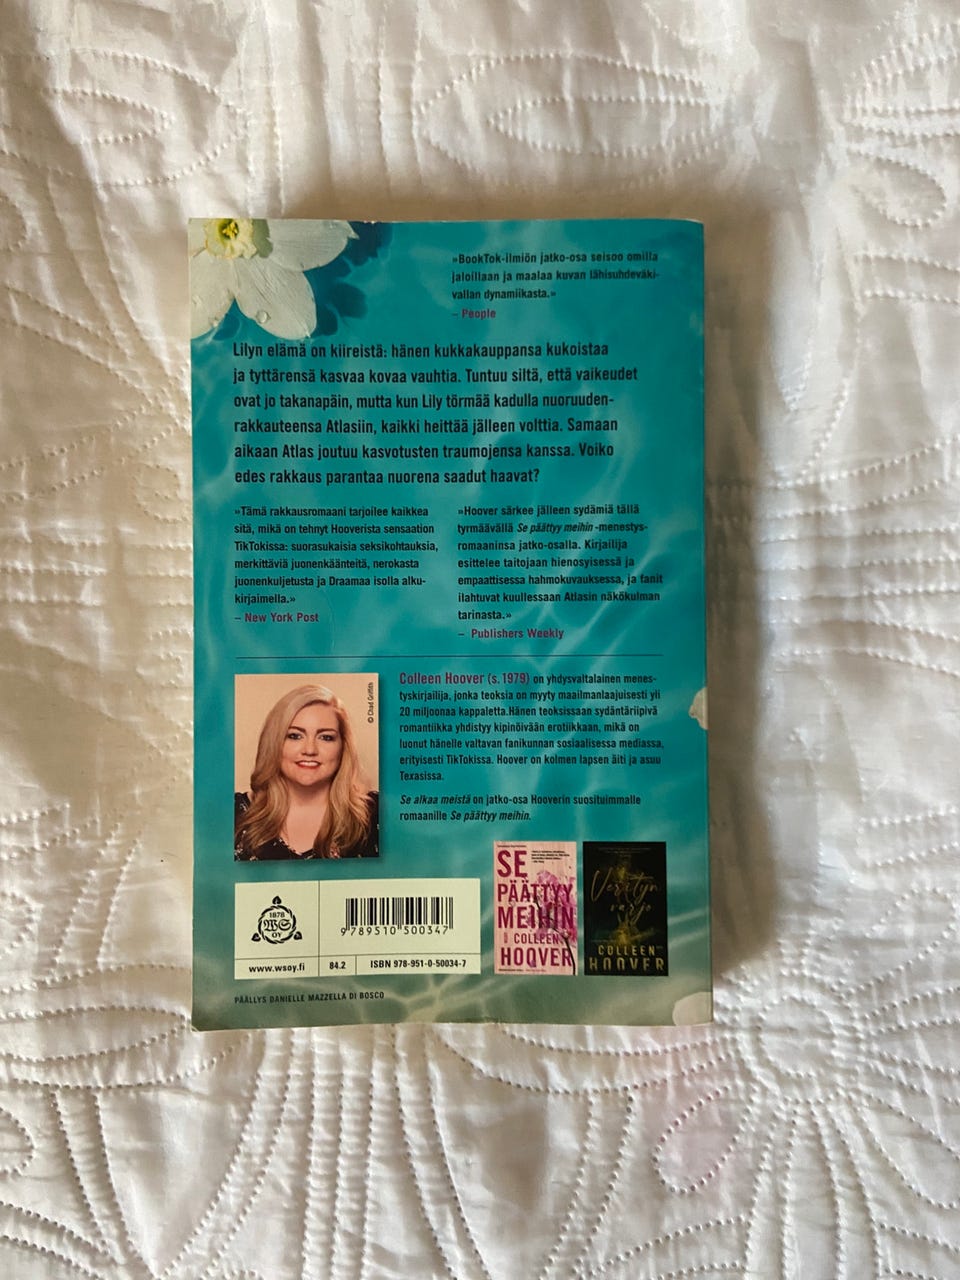 »BookTok-ilmiön jatko-osa seisoo omilla
jaloillaan ja maalaa kuvan lähisuhdeväki-
vallan dynamiikasta.»
– People
Lilyn elämä on kiireistä: hänen kukkakauppansa kukoistaa
ja tyttärensä kasvaa kovaa vauhtia. Tuntuu siltä, että vaikeudet
ovat jo takanapäin, mutta kun Lily törmää kadulla nuoruuden-
rakkauteensa Atlasiin, kaikki heittää jälleen volttia. Samaan
aikaan Atlas joutuu kasvotusten traumojensa kanssa. Voiko
edes rakkaus parantaa nuorena saadut haavat?
»Tämä rakkausromaani tarjoilee kaikkea
sitä, mikä on tehnyt Hooverista sensaation
TikTokissa: suorasukaisia seksikohtauksia,
merkittäviä juonenkäänteitä, nerokasta
juonenkuljetusta ja Draamaa isolla alku-
kirjaimella.»
– New York Post
»Hoover särkee jälleen sydämiä tällä
tyrmäävällä Se päättyy meihin -menestys-
romaaninsa jatko-osalla. Kirjailija
esittelee taitojaan hienosyisessä ja
empaattisessa hahmokuvauksessa, ja fanit
ilahtuvat kuullessaan Atlasin näkökulman
tarinasta.»
– Publishers Weekly
© Chad Griffith
Colleen Hoover (s. 1979) on yhdysvaltalainen menes-
tyskirjailija, jonka teoksia on myyty maailmanlaajuisesti yli
20 miljoonaa kappaletta.Hänen teoksissaan sydäntäriipivä
romantiikka yhdistyy kipinöivään erotiikkaan, mikä on
luonut hänelle valtavan fanikunnan sosiaalisessa mediassa,
erityisesti TikTokissa. Hoover on kolmen lapsen äiti ja asuu
Texasissa.
Se alkaa meistä on jatko-osa Hooverin suosituimmalle
romaanille Se päättyy meihin.
SE
PÄÄTTYY
MEIHIN
COLLEEN
HOOVER
Verityn
varjo
COLLEEN
HOOVER
1878
WS
OY
9789510500347
www.wsoy.fi
84.2
ISBN 978-951-0-50034-7
PÄÄLLYS DANIELLE MAZZELLA DI BOSCO